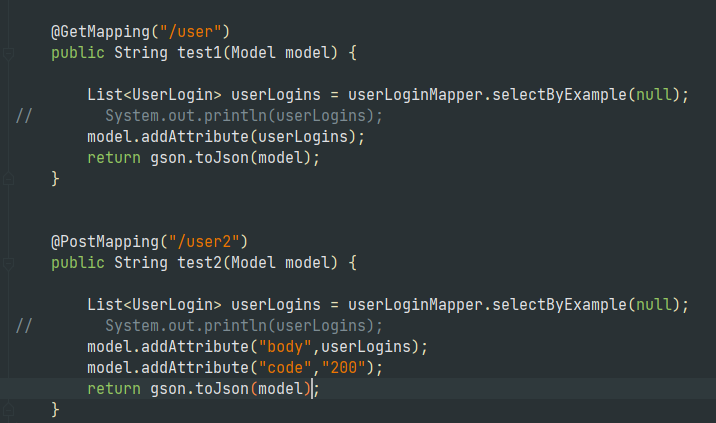 @GetMapping("/user")
public String test1(Model model) {
List<UserLogin> userLogins = userLoginMapper.selectByExample(null);
//        System.out.println(userLogins);
model.addAttribute(userLogins);
return gson.toJson(model);
}
@PostMapping("/user2")
public String test2(Model model) {
List<UserLogin> userLogins = userLoginMapper.selectByExample(null);
//        System.out.println(userLogins);
model.addAttribute("body",userLogins);
model.addAttribute("code","200");
return gson.toJson(model);
}